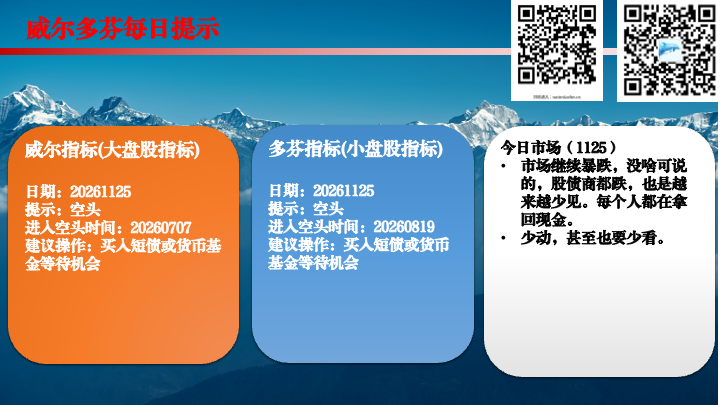 威尔多芬每日提示
威尔指标(大盘股指标)
日期：20261125
提示：空头
进入空头时间：20260707
建议操作：买入短债或货币基
金等待机会
多芬指标(小盘股指标)
日期：20261125
提示：空头
进入空头时间：20260819
建议操作：买入短债或货币
基金等待机会
今日市场（1125）
• 市场继续暴跌，没啥可说
的，股债商都跌，也是越
来越少见。每个人都在拿
回现金。
• 少动，甚至也要少看。